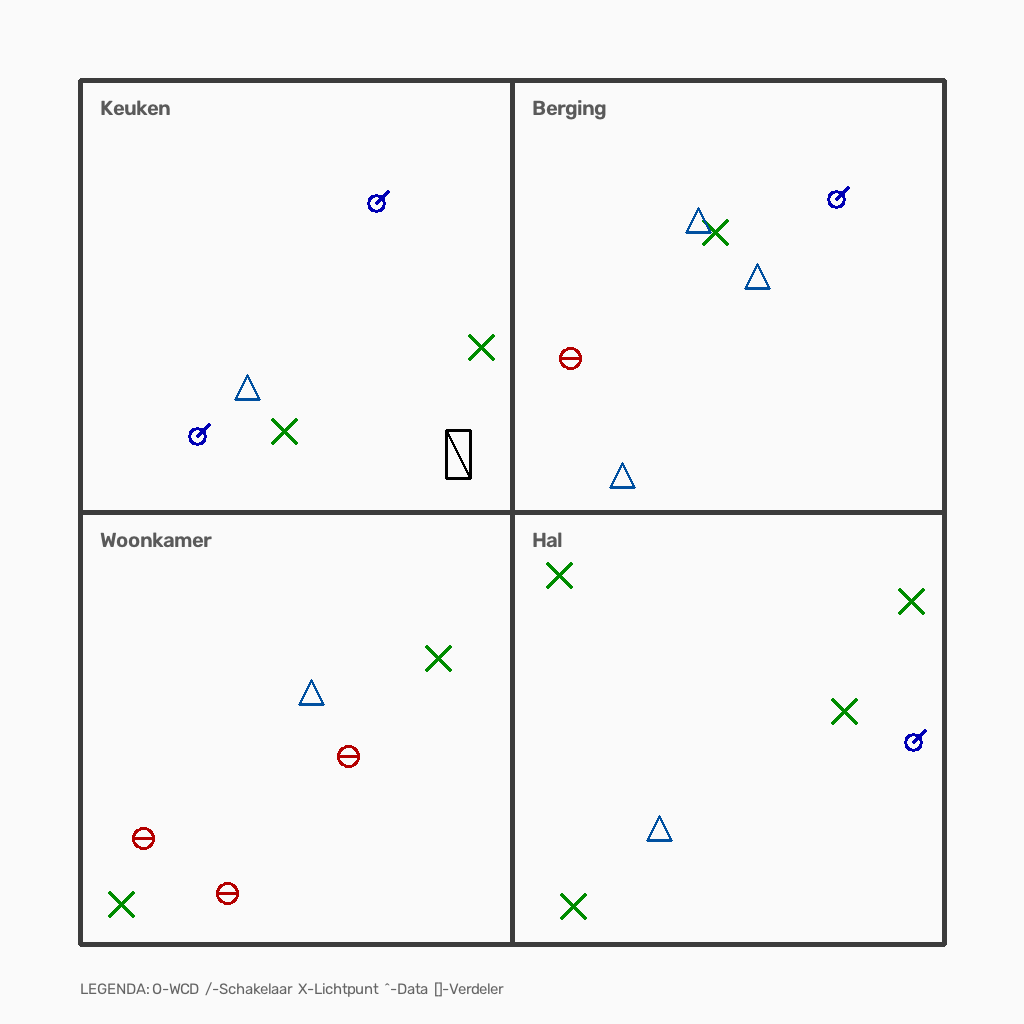 Keuken
Berging
Woonkamer
Hal
LEGENDA: O-WCD /-Schakelaar X-Lichtpunt ^-Data []-Verdeler